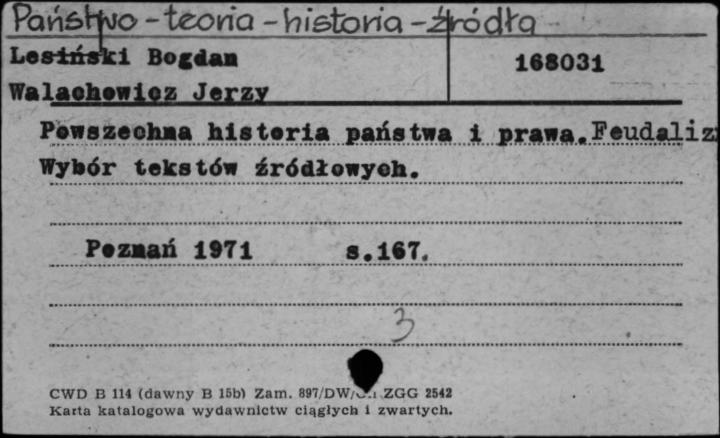 Państwo - teoria - historia - źródła
Lesiński Bogdan 168031
Walachowicz Jerzy
Powszechna historia państwa i prawa. Feudaliz
Wybór tekstów źródłowych.
Poznań 1971 s.167.
3
CWD B 114 (dawny B 15b) Zam. 897/DW/ ZGG 2542
Karta katalogowa wydawnictw ciągłych i zwartych.